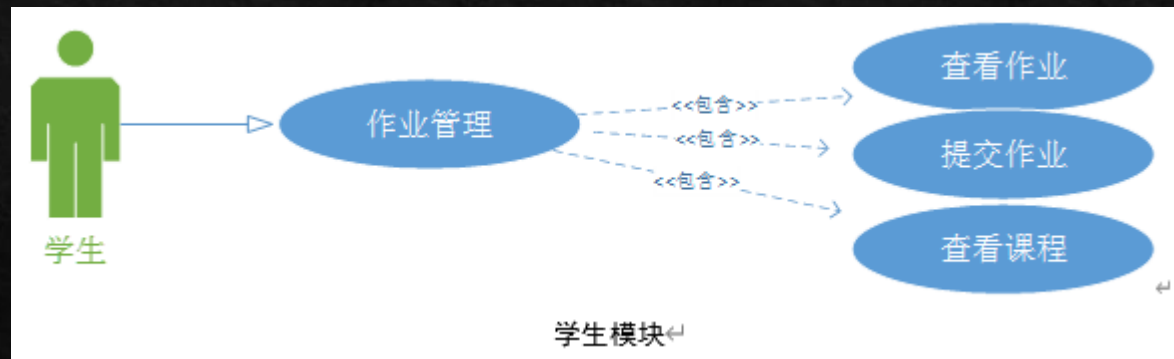 查看作业
<<包含>>
作业管理
<<包含>>
提交作业
<<包含>>
学生
查看课程
学生模块